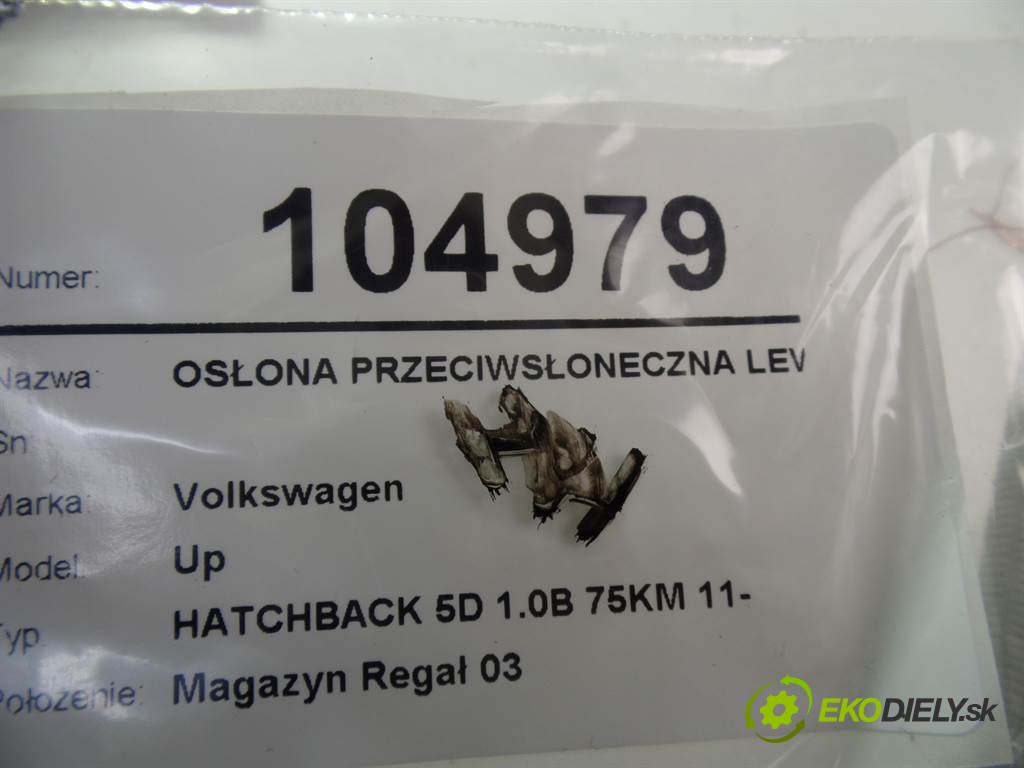 Numer: 104979
Nazwa: OSŁONA PRZECIWSŁONECZNA LEW
Sn
Marka: Volkswagen
Model: Up
Typ HATCHBACK 5D 1.0B 75KM 11-
Położenie: Magazyn Regał 03
EKODIELY.sk